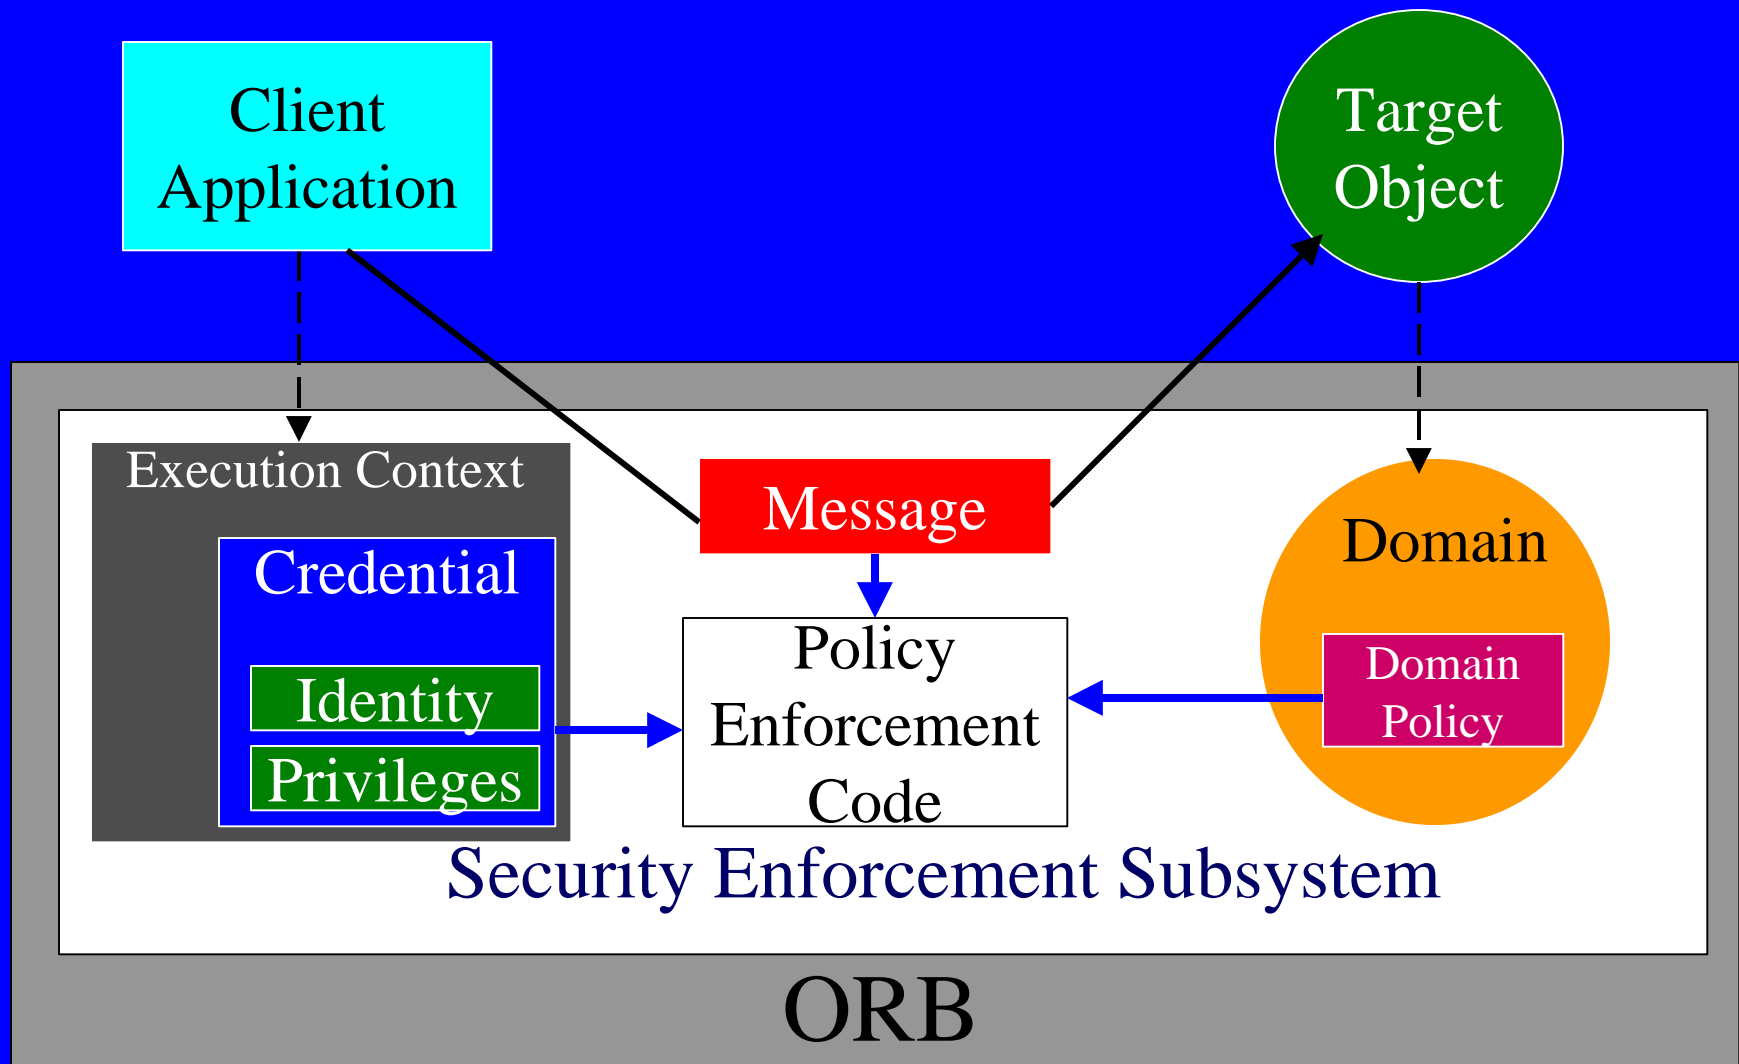 Client
Application
Target
Object
Execution Context
Credential
Identity
Privileges
Message
Policy
Enforcement
Code
Domain
Domain
Policy
Security Enforcement Subsystem
ORB